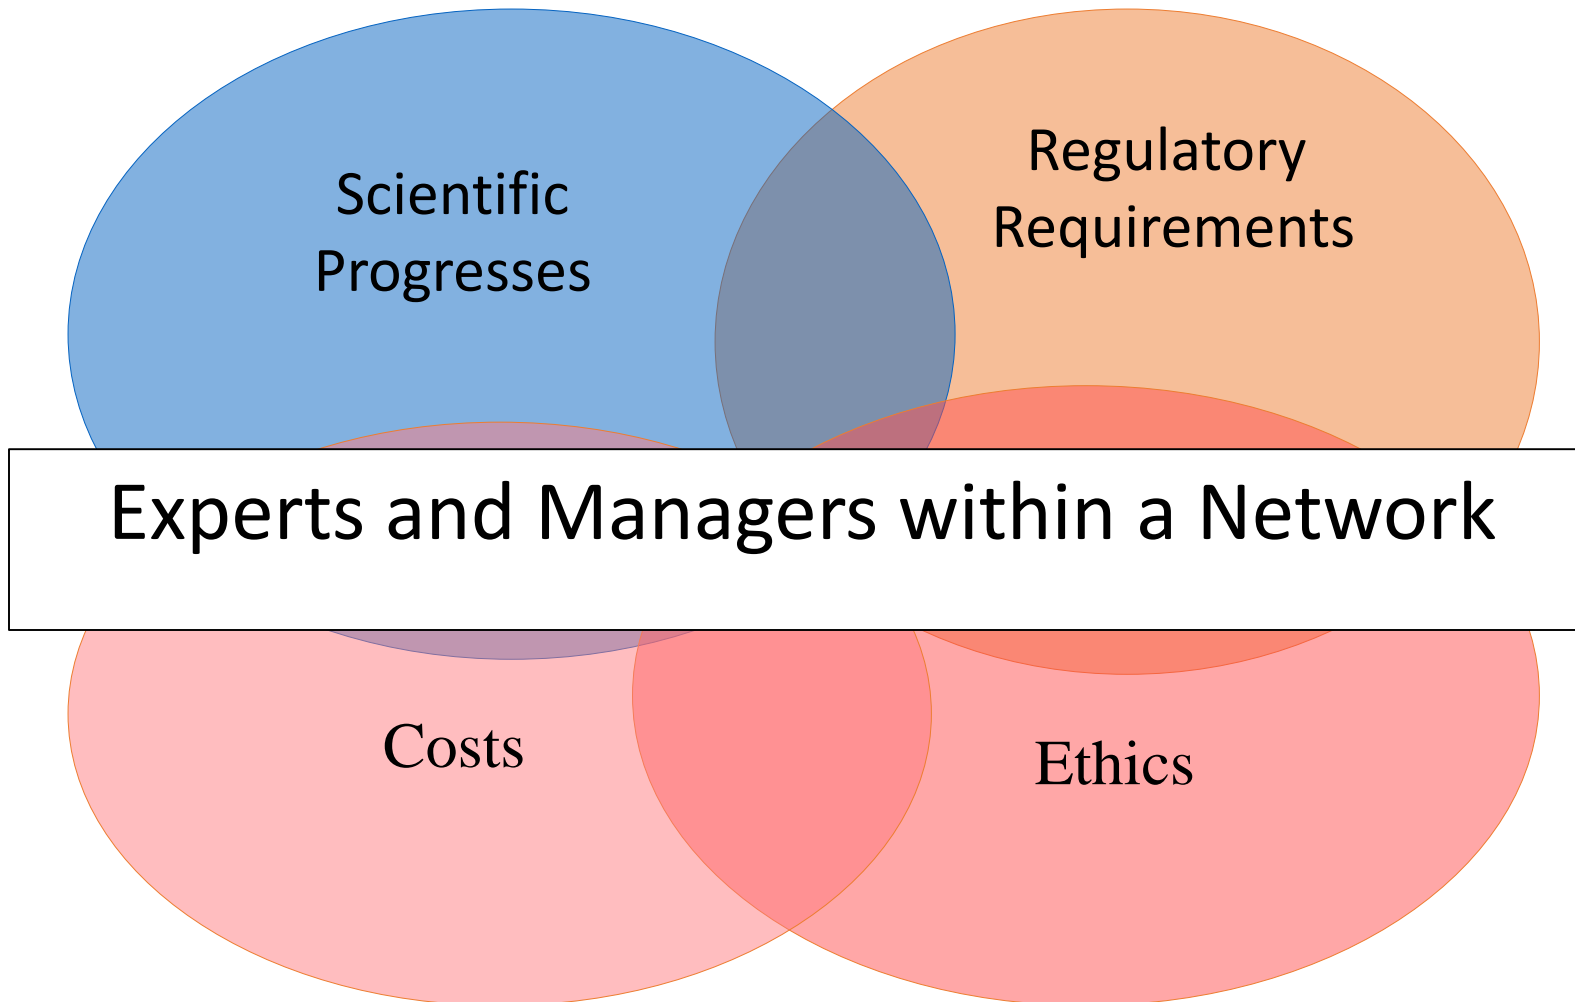 Scientific
Progresses
Regulatory
Requirements
Experts and Managers within a Network
Costs
Ethics